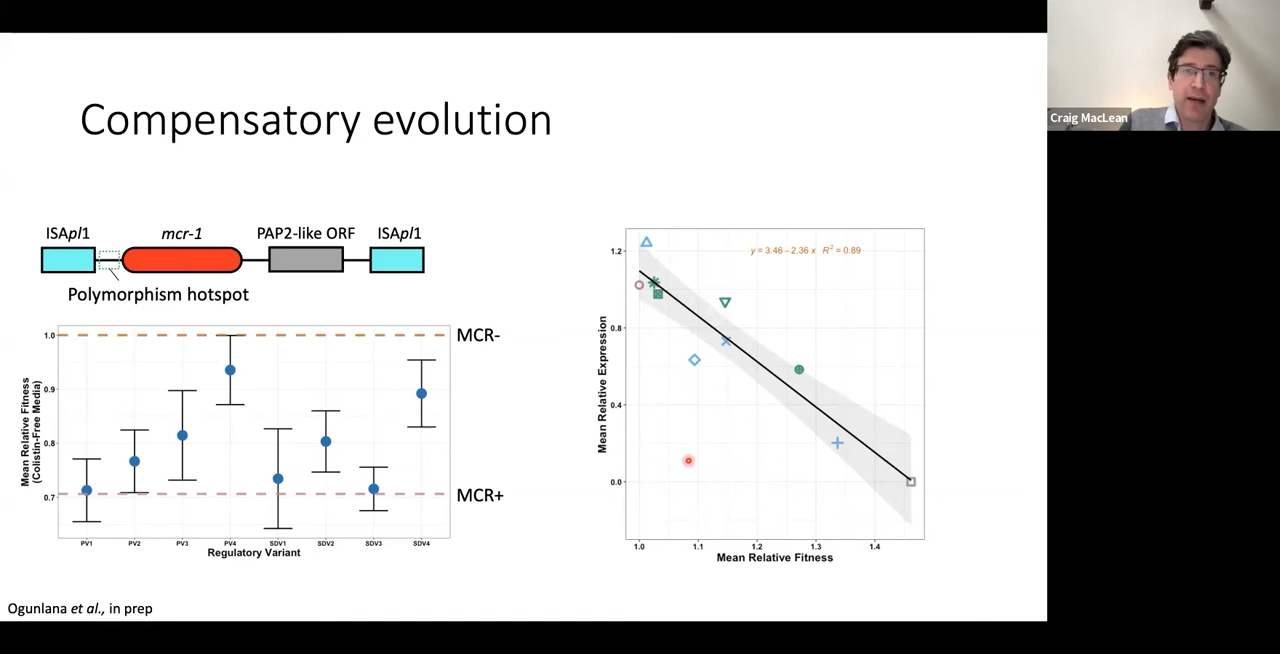 Craig MacLean
Compensatory evolution
ISApl1 mcr-1 PAP2-like ORF ISApl1
Polymorphism hotspot
Mean Relative Fitness
(Colistin-Free Media)
1.0
0.9
0.8
0.7
MCR-
MCR+
PV1 PV2 PV3 PV4 SDV1 SDV2 SDV3 SDV4
Regulatory Variant
y = 3.46 – 2.36 x R² = 0.89
Mean Relative Expression
1.2
0.8
0.4
0.0
1.0 1.1 1.2 1.3 1.4
Mean Relative Fitness
Ogunlana et al., in prep